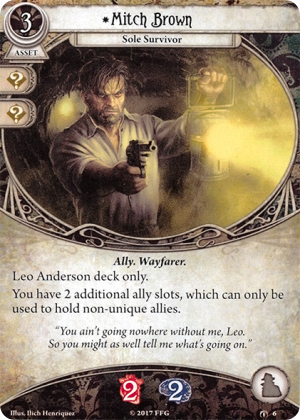 3
*Mitch Brown
Sole Survivor
ASSET
?
?
Ally. Wayfarer.
Leo Anderson deck only.
You have 2 additional ally slots, which can only be
used to hold non-unique allies.
"You ain't going nowhere without me, Leo.
So you might as well tell me what's going on."
2
2
Illus. Dich Henriquez
© 2017 FFG
6